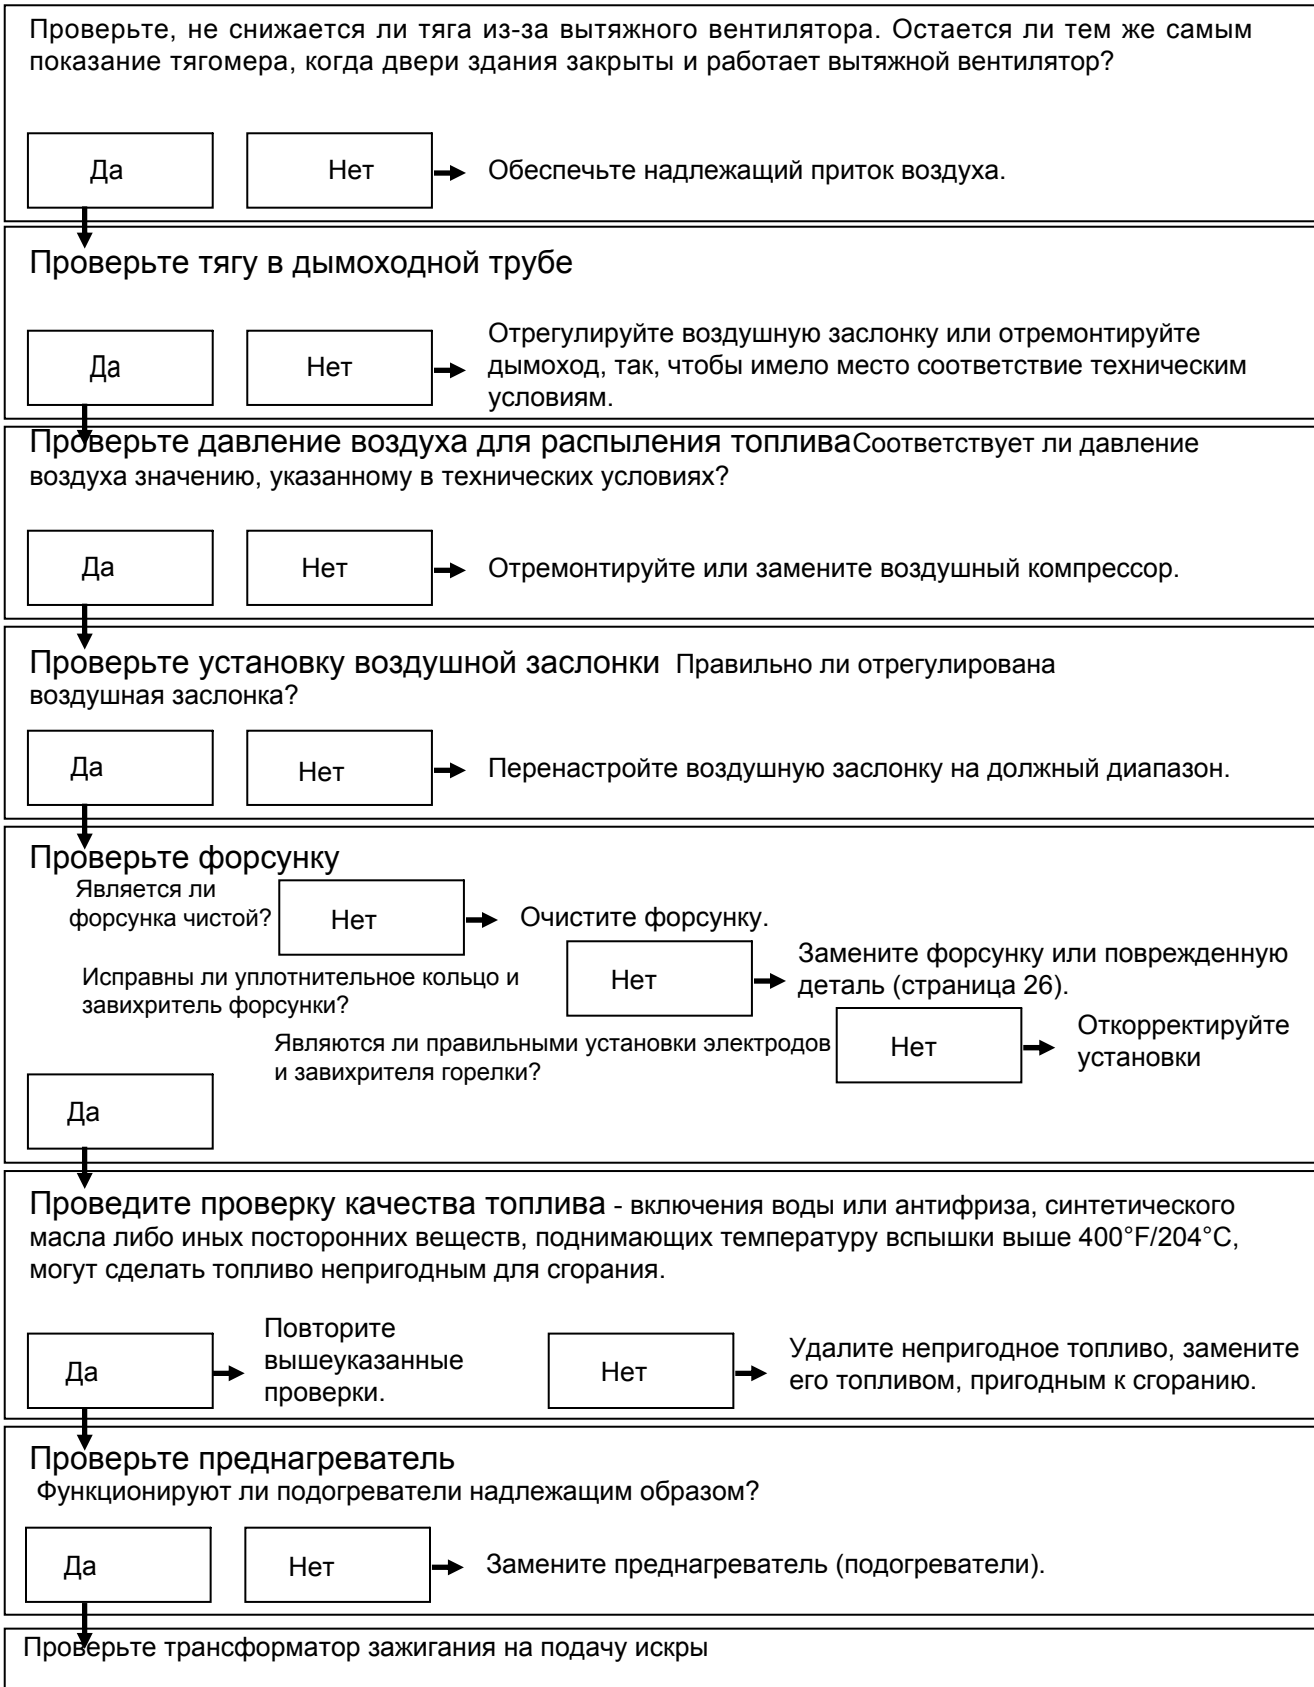 Проверьте, не снижается ли тяга из-за вытяжного вентилятора. Остается ли тем же самым
показание тягомера, когда двери здания закрыты и работает вытяжной вентилятор?
Да
Нет
Обеспечьте надлежащий приток воздуха.
Проверьте тягу в дымоходной трубе
Да
Нет
Отрегулируйте воздушную заслонку или отремонтируйте
дымоход, так, чтобы имело место соответствие техническим
условиям.
Проверьте давление воздуха для распыления топливаСоответствует ли давление
воздуха значению, указанному в технических условиях?
Да
Нет
Отремонтируйте или замените воздушный компрессор.
Проверьте установку воздушной заслонки Правильно ли отрегулирована
воздушная заслонка?
Да
Нет
Перенастройте воздушную заслонку на должный диапазон.
Проверьте форсунку
Является ли
форсунка чистой?
Нет
Очистите форсунку.
Исправны ли уплотнительное кольцо и
завихритель форсунки?
Нет
Замените форсунку или поврежденную
деталь (страница 26).
Являются ли правильными установки электродов
и завихрителя горелки?
Нет
Откорректируйте
установки
Да
Проведите проверку качества топлива - включения воды или антифриза, синтетического
масла либо иных посторонних веществ, поднимающих температуру вспышки выше 400°F/204°C,
могут сделать топливо непригодным для сгорания.
Да
Повторите
вышеуказанные
проверки.
Нет
Удалите непригодное топливо, замените
его топливом, пригодным к сгоранию.
Проверьте преднагреватель
Функционируют ли подогреватели надлежащим образом?
Да
Нет
Замените преднагреватель (подогреватели).
Проверьте трансформатор зажигания на подачу искры